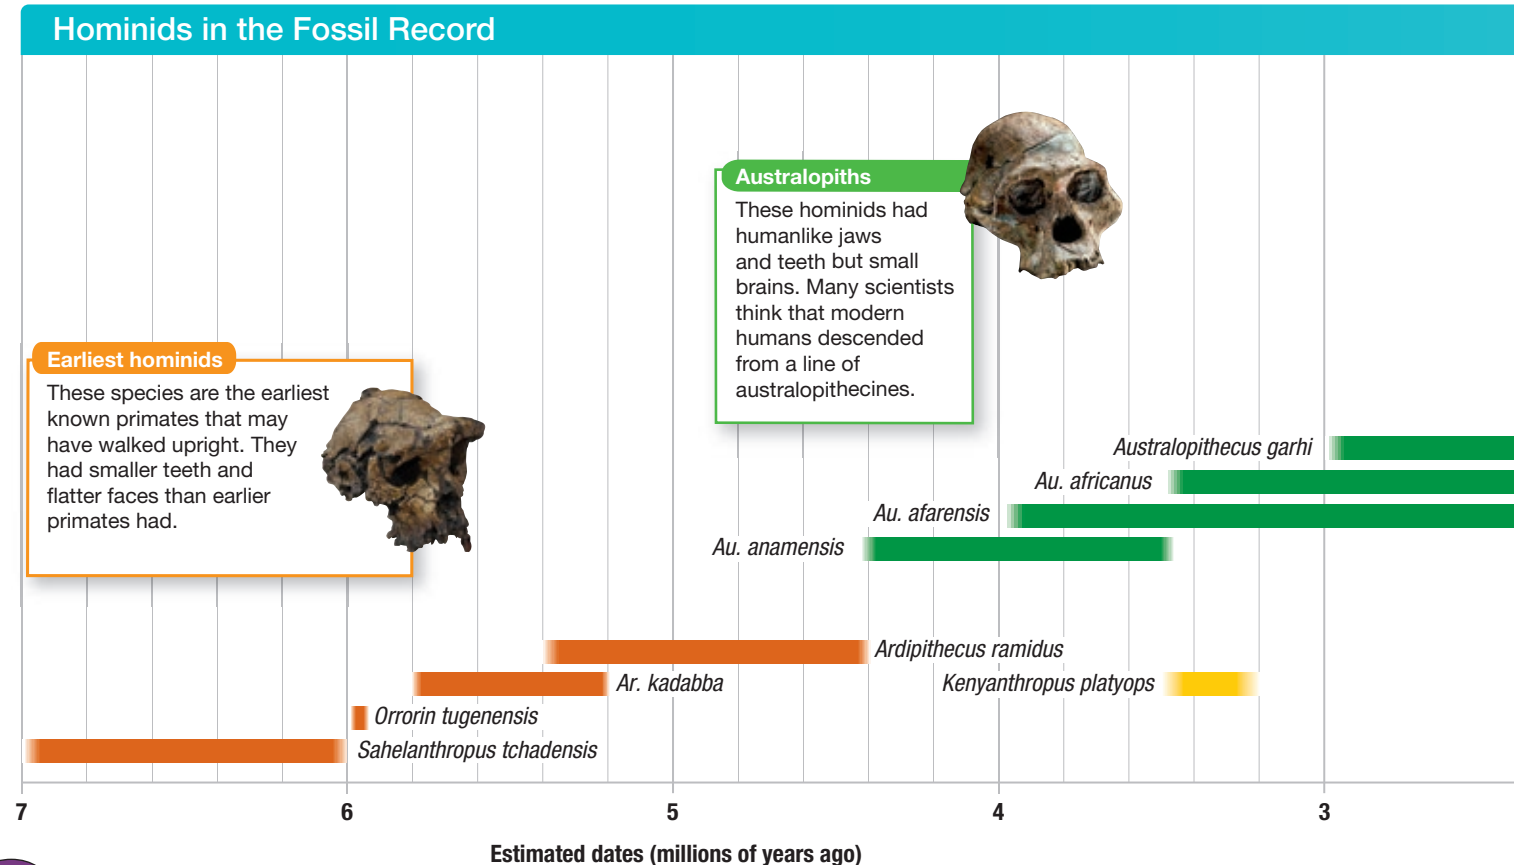 Hominids in the Fossil Record
Australopiths
These hominids had
humanlike jaws
and teeth but small
brains. Many scientists
think that modern
humans descended
from a line of
australopithecines.
Earliest hominids
These species are the earliest
known primates that may
have walked upright. They
had smaller teeth and
flatter faces than earlier
primates had.
Australopithecus garhi
Au. africanus
Au. afarensis
Au. anamensis
Ardipithecus ramidus
Ar. kadabba
Kenyanthropus platyops
Orrorin tugenensis
Sahelanthropus tchadensis
7 6 5 4 3
Estimated dates (millions of years ago)